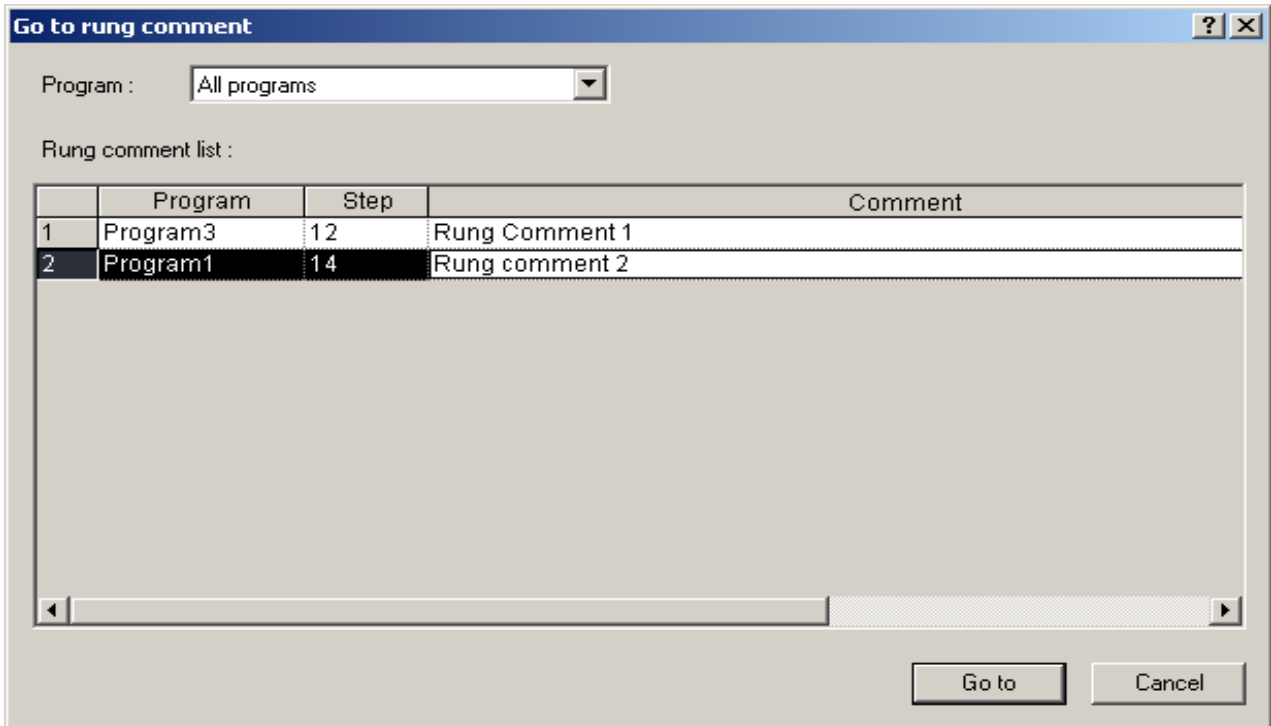 Go to rung comment
Program : All programs
Rung comment list :
Program Step Comment
1 Program3 12 Rung Comment 1
2 Program1 14 Rung comment 2
Go to Cancel